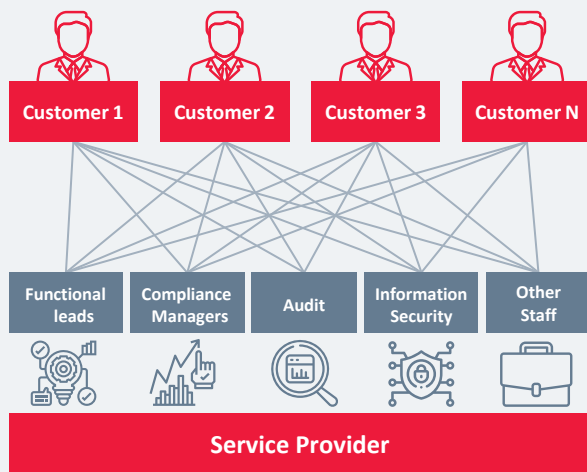 Customer 1
Customer 2
Customer 3
Customer N
Functional
leads
Compliance
Managers
Audit
Information
Security
Other
Staff
Service Provider